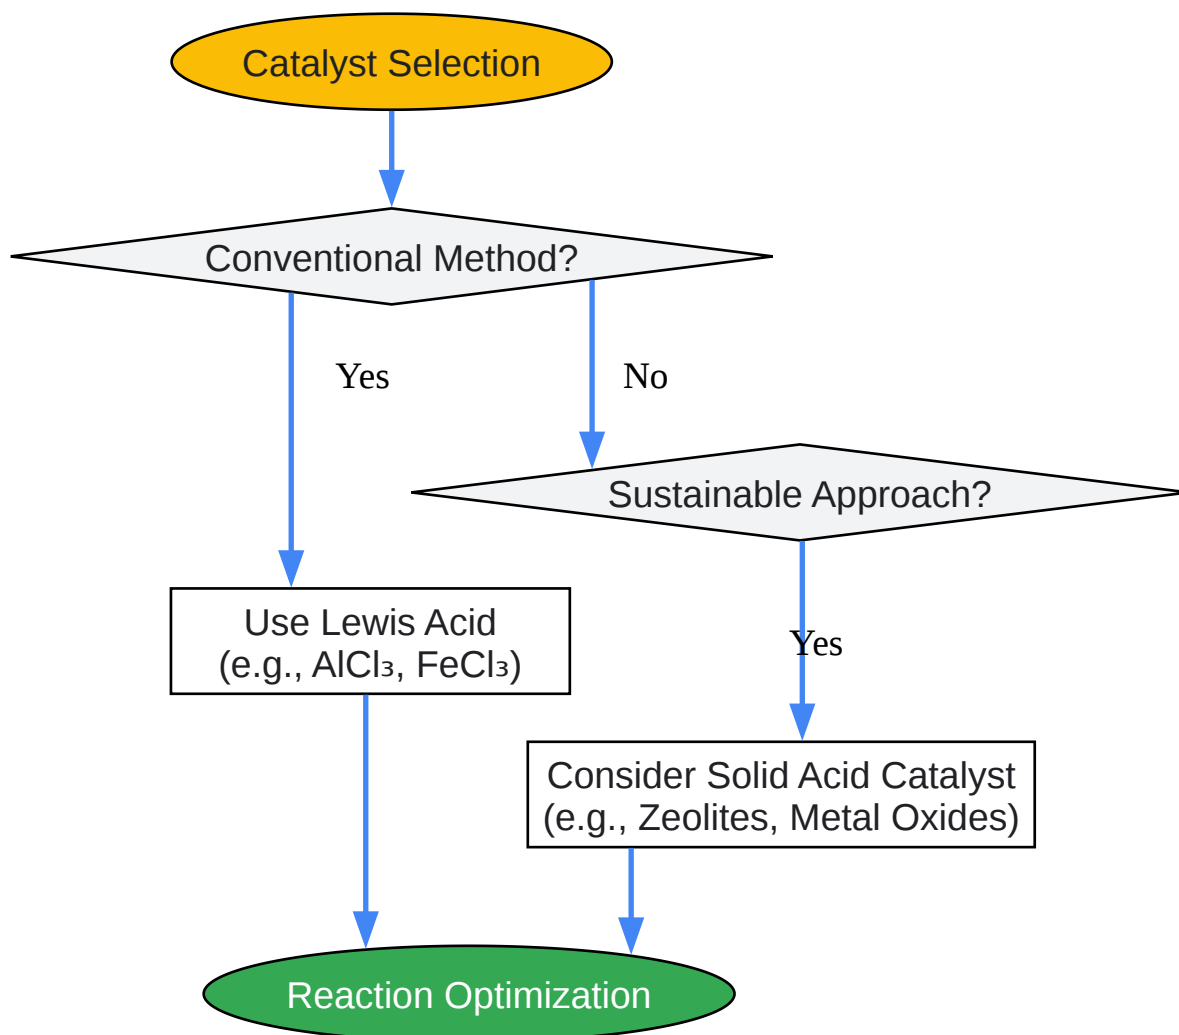 Catalyst Selection
Conventional Method?
Yes
No
Sustainable Approach?
Use Lewis Acid
(e.g., AlCl₃, FeCl₃)
Yes
Consider Solid Acid Catalyst
(e.g., Zeolites, Metal Oxides)
Reaction Optimization